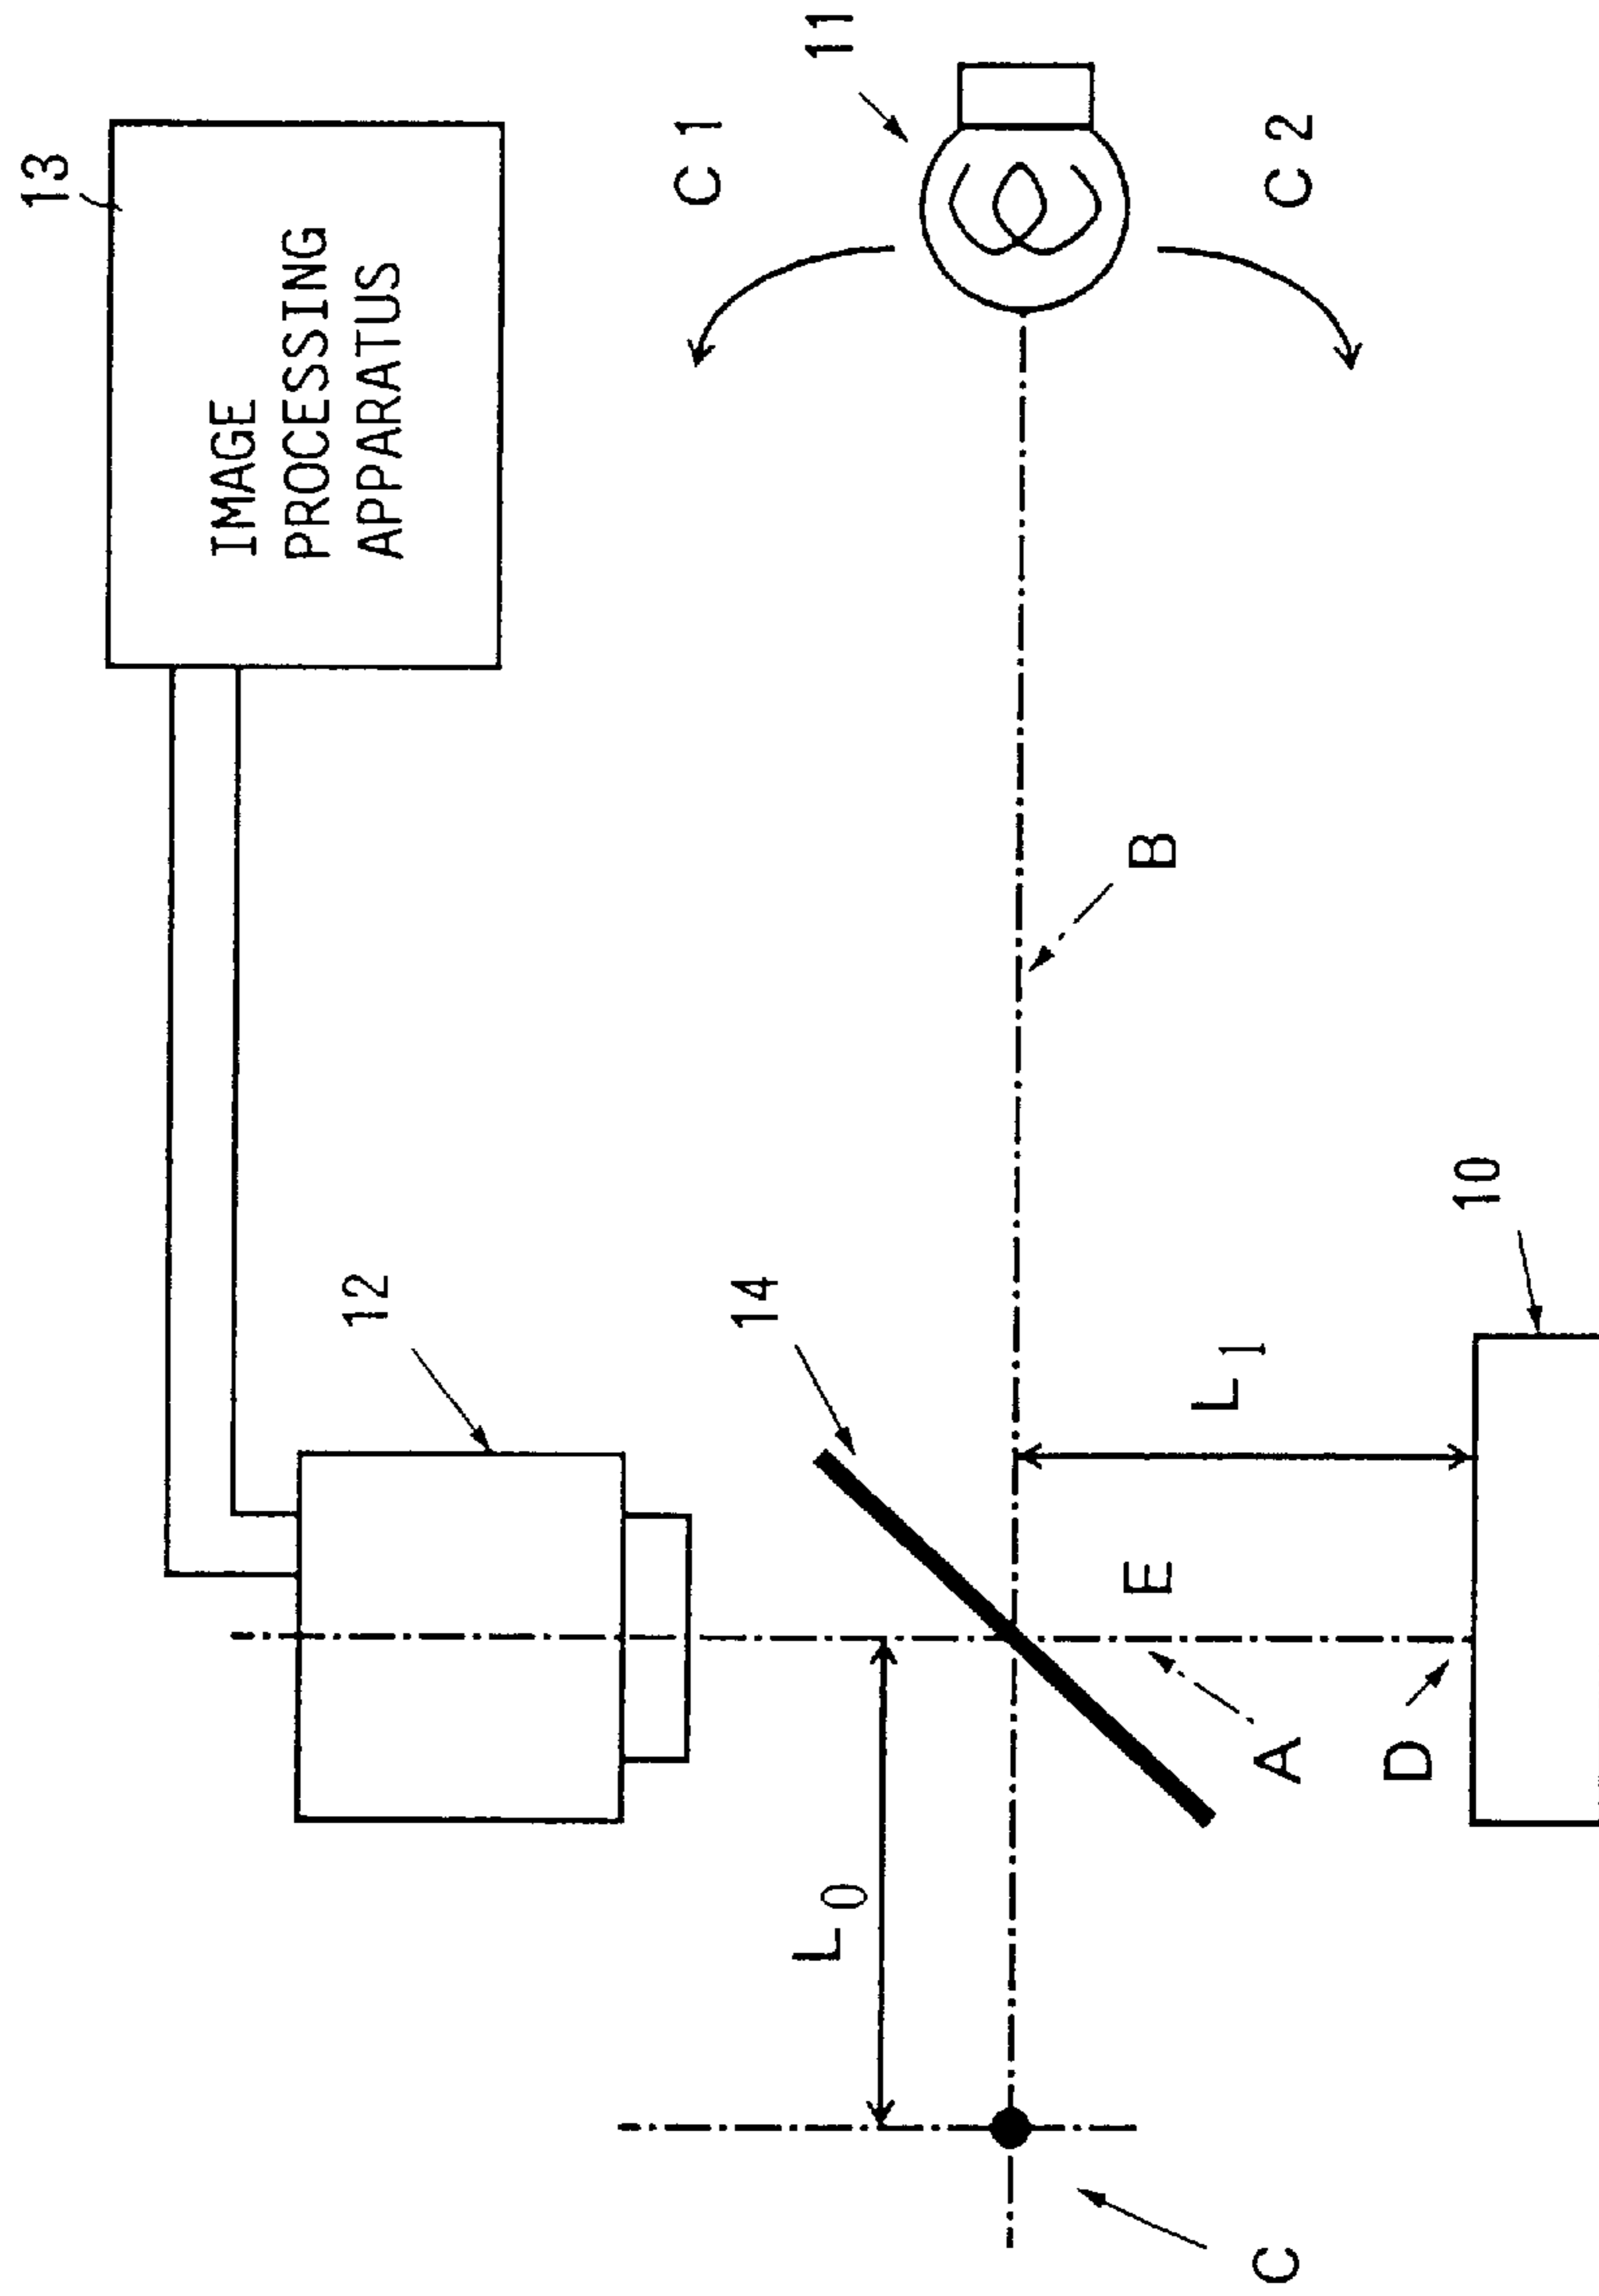 13
IMAGE
PROCESSING
APPARATUS
11
C1
C2
12
14
B
L0
L1
E
A
D
10
C